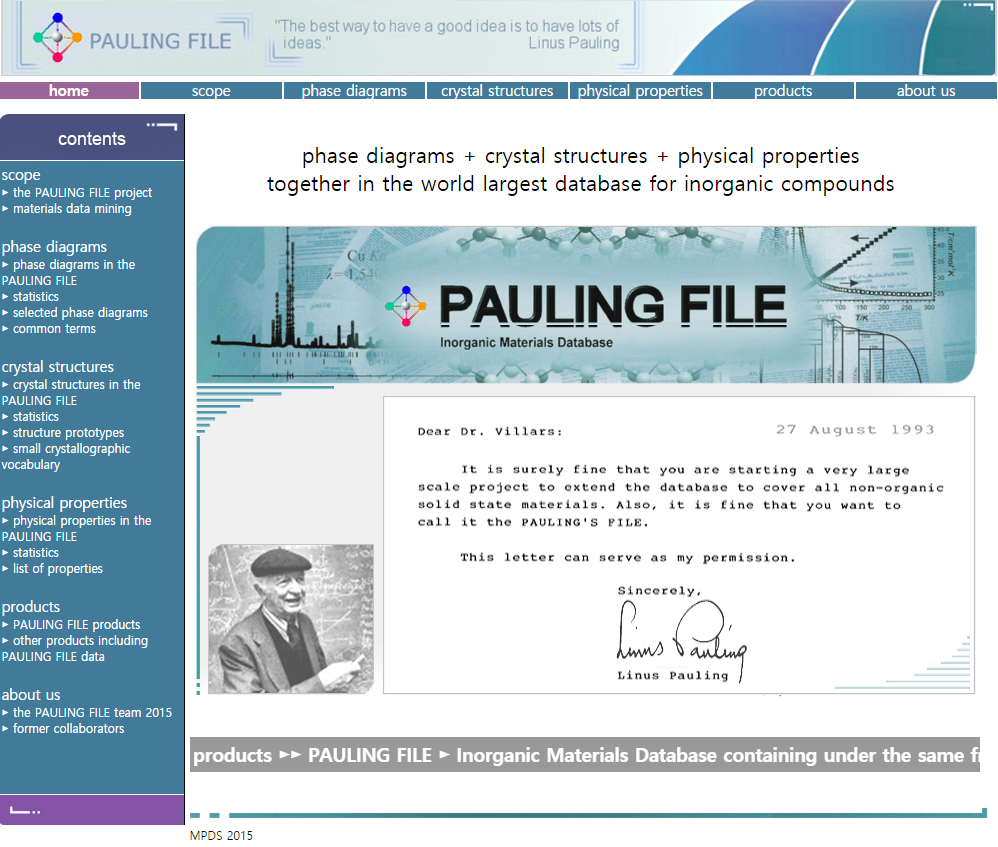 PAULING FILE
"The best way to have a good idea is to have lots of
ideas."
Linus Pauling
home
scope
phase diagrams
crystal structures
physical properties
products
about us
contents
scope
► the PAULING FILE project
► materials data mining
phase diagrams
► phase diagrams in the
PAULING FILE
► statistics
► selected phase diagrams
► common terms
crystal structures
► crystal structures in the
PAULING FILE
► statistics
► structure prototypes
► small crystallographic
vocabulary
physical properties
► physical properties in the
PAULING FILE
► statistics
► list of properties
products
► PAULING FILE products
► other products including
PAULING FILE data
about us
► the PAULING FILE team 2015
► former collaborators
phase diagrams + crystal structures + physical properties
together in the world largest database for inorganic compounds
PAULING FILE
Inorganic Materials Database
50 100 150 200 250 300
T/K
Dear Dr. Villars:
27 August 1993
It is surely fine that you are starting a very large
scale project to extend the database to cover all non-organic
solid state materials. Also, it is fine that you want to
call it the PAULING'S FILE.
This letter can serve as my permission.
Sincerely,
Linus Pauling
Linus Pauling
products ►► PAULING FILE ► Inorganic Materials Database containing under the same
MPDS 2015